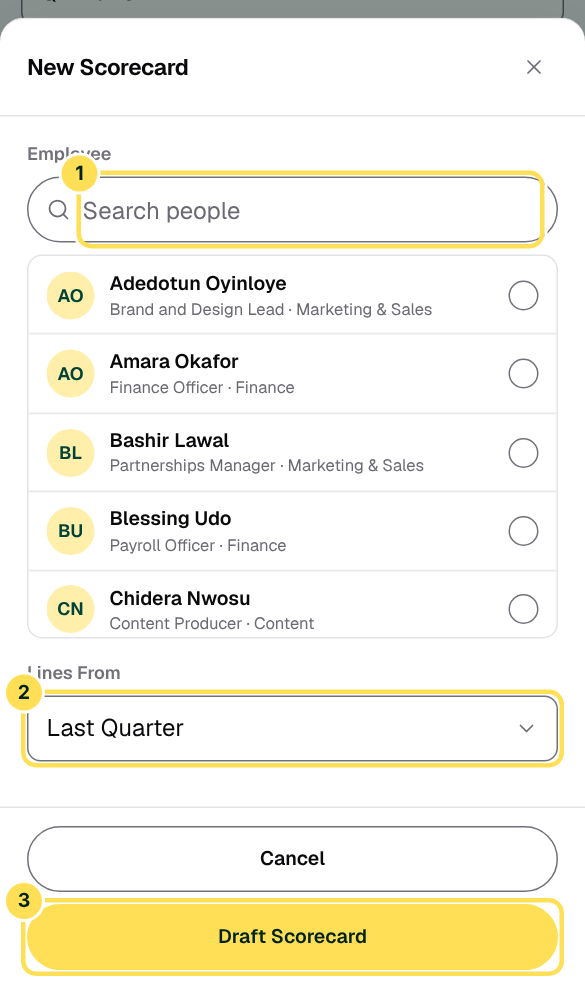 New Scorecard
Employee
1
Search people
AO
Adedotun Oyinloye
Brand and Design Lead · Marketing & Sales
AO
Amara Okafor
Finance Officer · Finance
BL
Bashir Lawal
Partnerships Manager · Marketing & Sales
BU
Blessing Udo
Payroll Officer · Finance
CN
Chidera Nwosu
Content Producer · Content
Lines From
2
Last Quarter
Cancel
3
Draft Scorecard